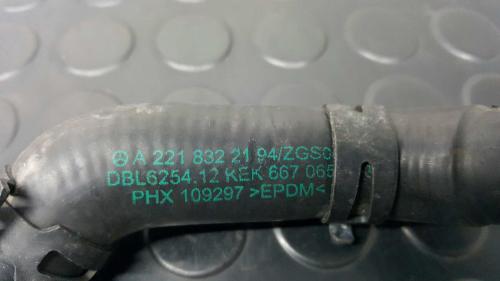 A 221 832 21 94/ZGS0
DBL6254.12 KEK 667 065
PHX 109297 >EPDM<